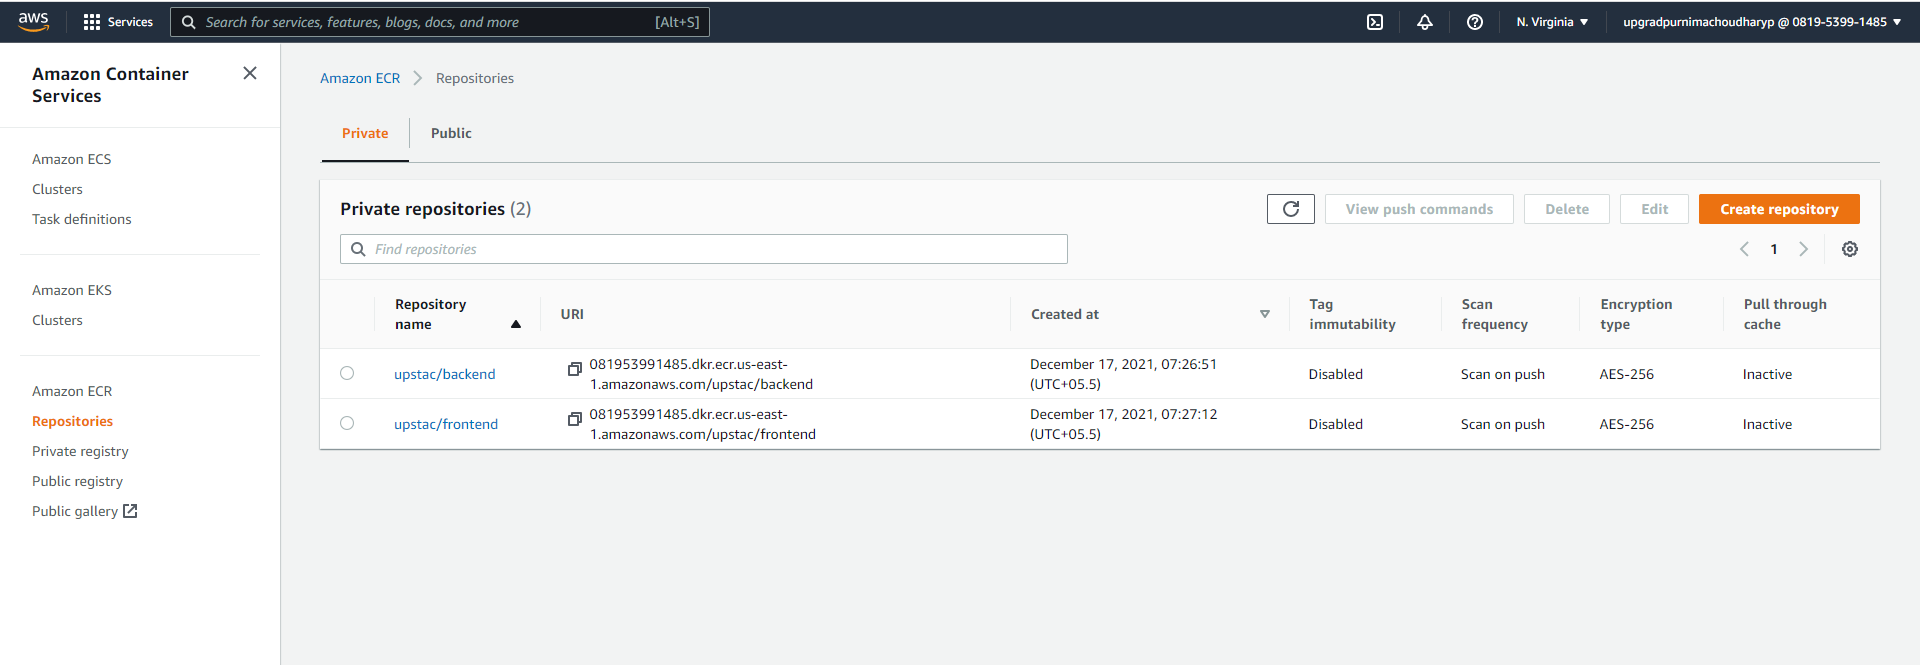 aws
Services
Search for services, features, blogs, docs, and more
[Alt+S]
N. Virginia
upgradpurnimachoudharyp @ 0819-5399-1485
Amazon Container
Services
Amazon ECS
Clusters
Task definitions
Amazon EKS
Clusters
Amazon ECR
Repositories
Private registry
Public registry
Public gallery
Amazon ECR
Repositories
Private
Public
Private repositories (2)
View push commands
Delete
Edit
Create repository
Find repositories
1
Repository
name
URI
Created at
Tag
immutability
Scan
frequency
Encryption
type
Pull through
cache
upstac/backend
081953991485.dkr.ecr.us-east-
1.amazonaws.com/upstac/backend
December 17, 2021, 07:26:51
(UTC+05.5)
Disabled
Scan on push
AES-256
Inactive
upstac/frontend
081953991485.dkr.ecr.us-east-
1.amazonaws.com/upstac/frontend
December 17, 2021, 07:27:12
(UTC+05.5)
Disabled
Scan on push
AES-256
Inactive